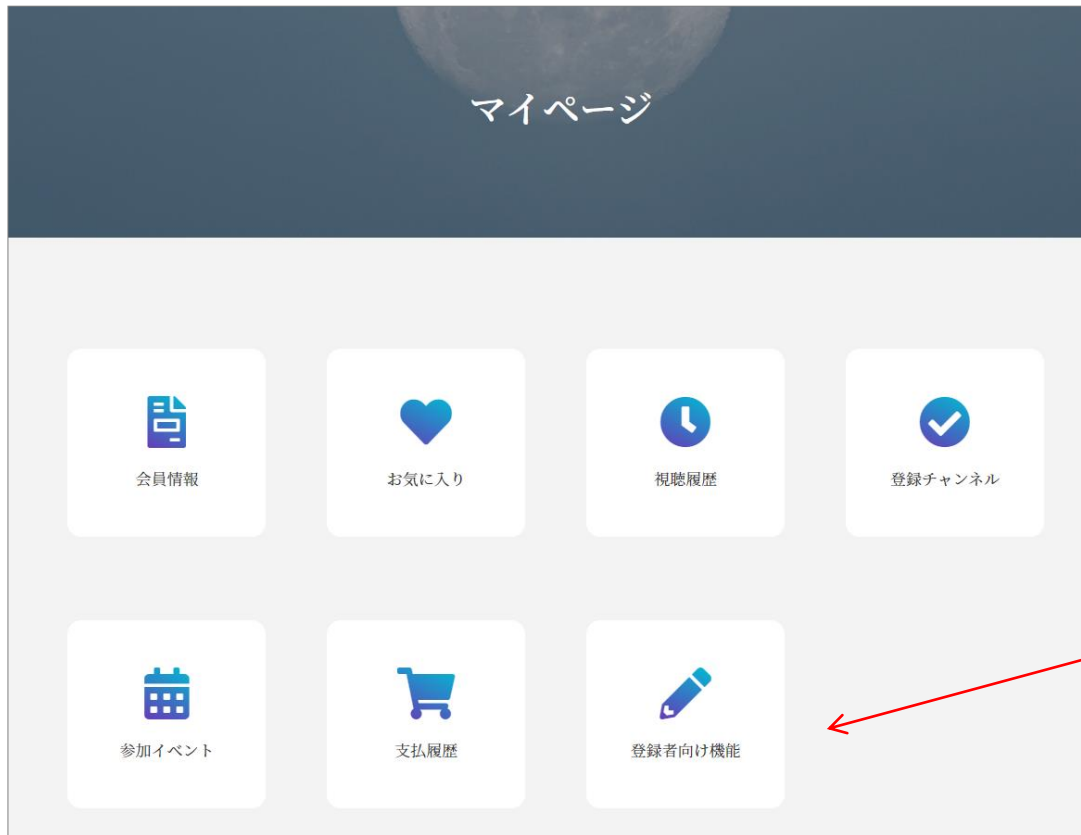 マイページ
会員情報
お気に入り
視聴履歴
登録チャンネル
参加イベント
支払履歴
登録者向け機能